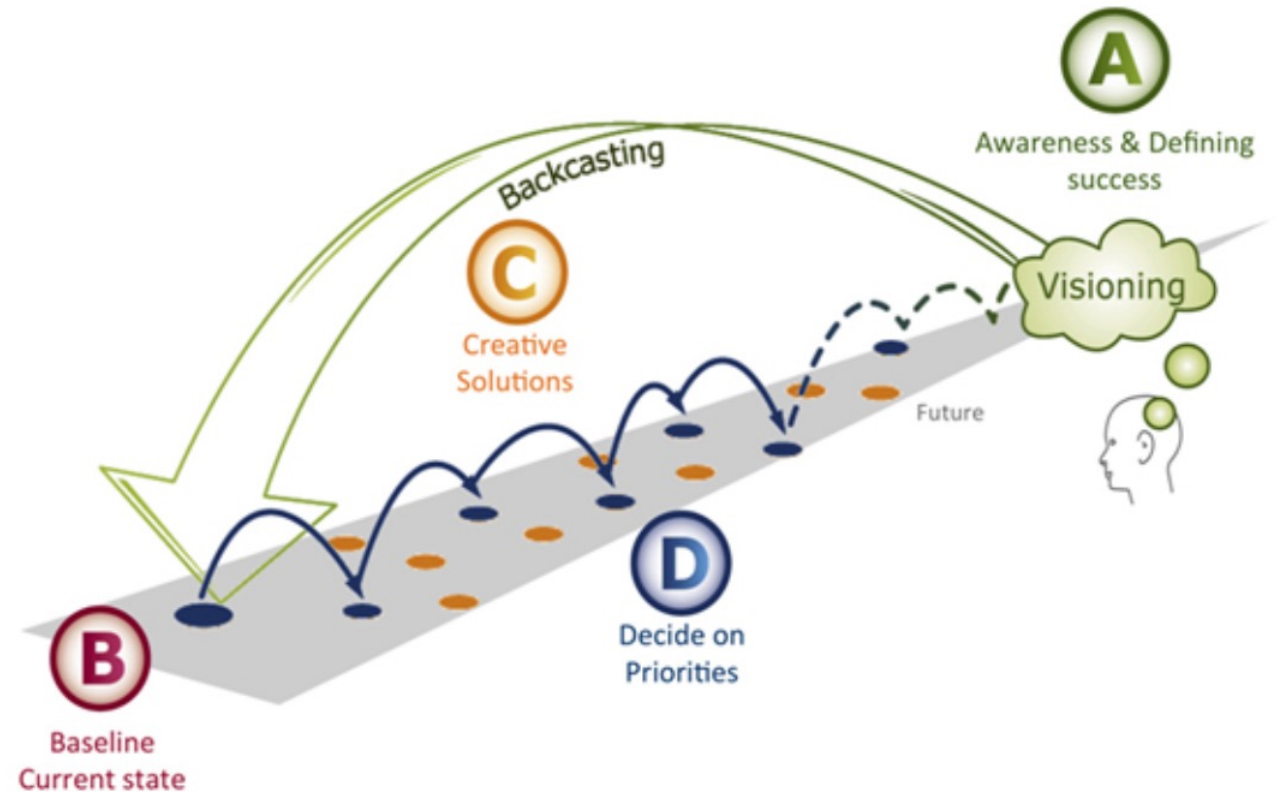 A
Awareness & Defining
success
Backcasting
Visioning
C
Creative
Solutions
Future
D
Decide on
Priorities
B
Baseline
Current state